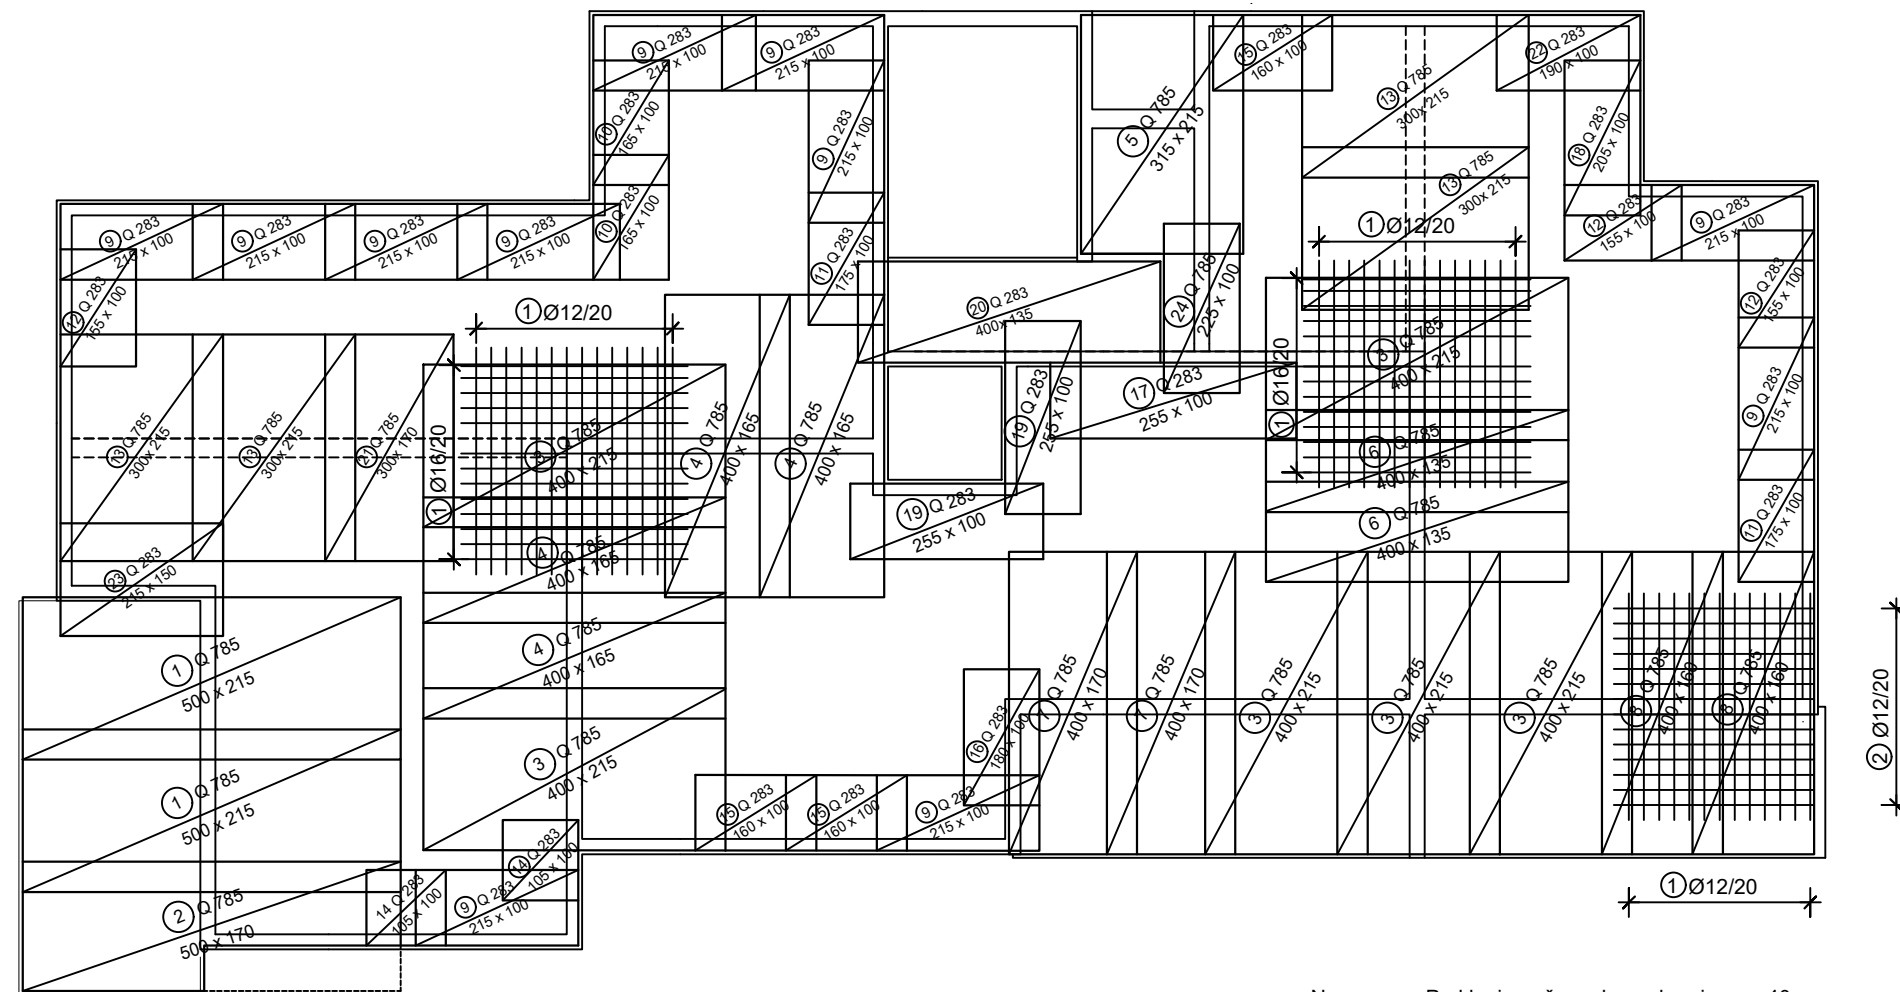 9 Q 283
215 x 100
9 Q 283
215 x 100
10 Q 283
165 x 100
10 Q 283
165 x 100
9 Q 283
215 x 100
11 Q 283
175 x 100
5 Q 785
315 x 215
15 Q 283
160 x 100
13 Q 785
300x 215
13 Q 785
300x 215
22 Q 283
190 x 100
18 Q 283
205 x 100
12 Q 283
155 x 100
9 Q 283
215 x 100
9 Q 283
215 x 100
9 Q 283
215 x 100
9 Q 283
215 x 100
9 Q 283
215 x 100
12 Q 283
155 x 100
1 Ø12/20
1 Ø12/20
20 Q 283
400x 135
24 Q 785
225 x 100
3 Q 785
400 x 215
1 Ø16/20
12 Q 283
155 x 100
9 Q 283
215 x 100
11 Q 283
175 x 100
13 Q 785
300x 215
13 Q 785
300x 215
21 Q 785
300x 170
1 Ø16/20
3 Q 785
400 x 215
4 Q 785
400 x 165
4 Q 785
400 x 165
19 Q 283
255 x 100
17 Q 283
255 x 100
6 Q 785
400 x 135
6 Q 785
400 x 135
19 Q 283
255 x 100
23 Q 283
215 x 150
4 Q 785
400 x 165
4 Q 785
400 x 165
3 Q 785
400 x 215
1 Q 785
500 x 215
1 Q 785
500 x 215
2 Q 785
500 x 170
14 Q 283
105 x 100
9 Q 283
215 x 100
14 Q 283
105 x 100
15 Q 283
160 x 100
15 Q 283
160 x 100
9 Q 283
215 x 100
16 Q 283
180 x 100
7 Q 785
400 x 170
7 Q 785
400 x 170
3 Q 785
400 x 215
3 Q 785
400 x 215
3 Q 785
400 x 215
8 Q 785
400 x 160
8 Q 785
400 x 160
2 Ø12/20
1 Ø12/20